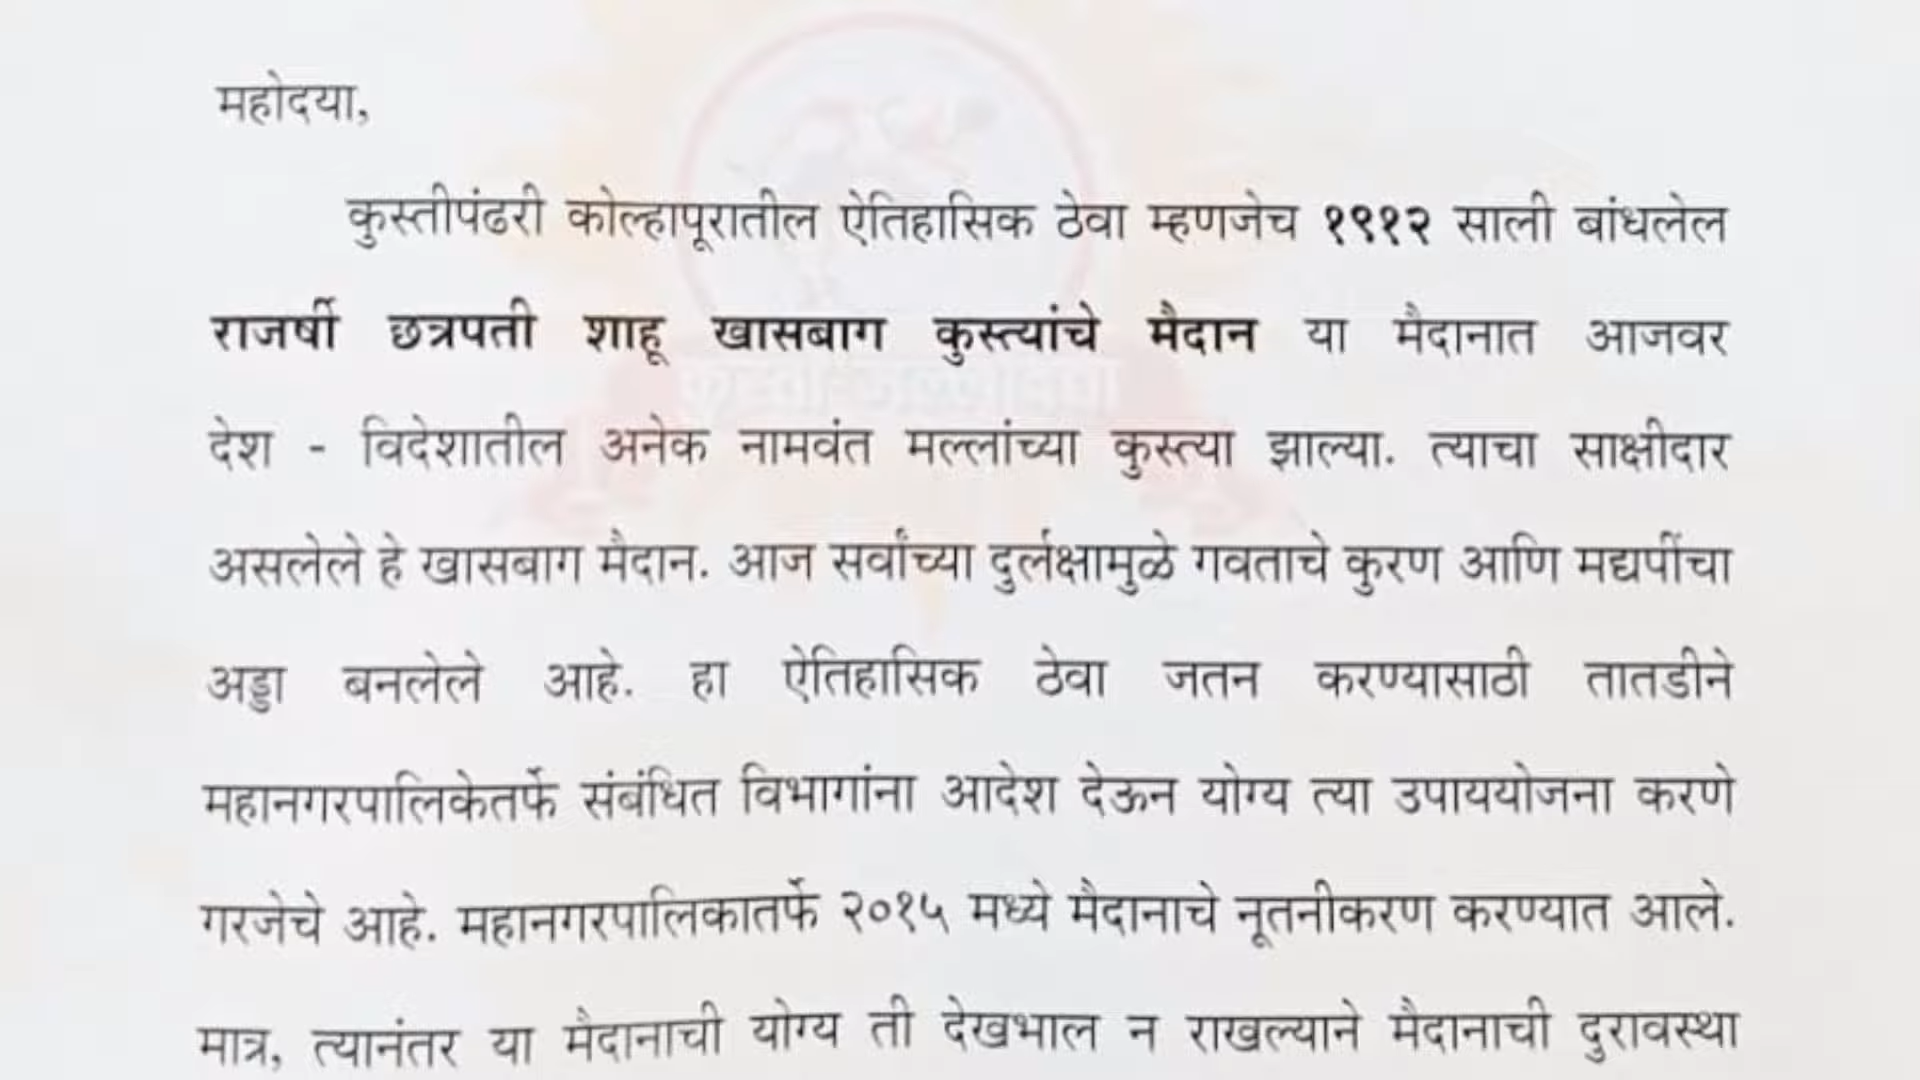 महोदया,
कुस्तीपंढरी कोल्हापूरातील ऐतिहासिक ठेवा म्हणजेच १९१२ साली बांधलेल
राजर्षी छत्रपती शाहू खासबाग कुस्त्यांचे मैदान या मैदानात आजवर
देश - विदेशातील अनेक नामवंत मल्लांच्या कुस्त्या झाल्या. त्याचा साक्षीदार
असलेले हे खासबाग मैदान. आज सर्वांच्या दुर्लक्षामुळे गवताचे कुरण आणि मद्यपींचा
अड्डा बनलेले आहे. हा ऐतिहासिक ठेवा जतन करण्यासाठी तातडीने
महानगरपालिकेतर्फे संबंधित विभागांना आदेश देऊन योग्य त्या उपाययोजना करणे
गरजेचे आहे. महानगरपालिकातर्फे २०१५ मध्ये मैदानाचे नूतनीकरण करण्यात आले.
मात्र, त्यानंतर या मैदानाची योग्य ती देखभाल न राखल्याने मैदानाची दुरावस्था